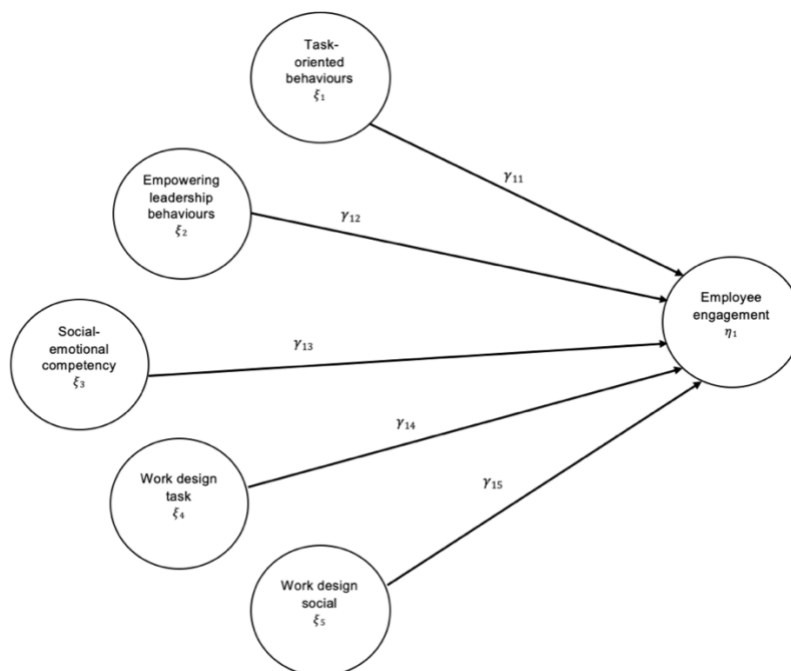 Task-
oriented
behaviours
ξ₁
γ₁₁
Empowering
leadership
behaviours
ξ₂
γ₁₂
Employee
engagement
η₁
Social-
emotional
competency
ξ₃
γ₁₃
γ₁₄
Work design
task
ξ₄
γ₁₅
Work design
social
ξ₅